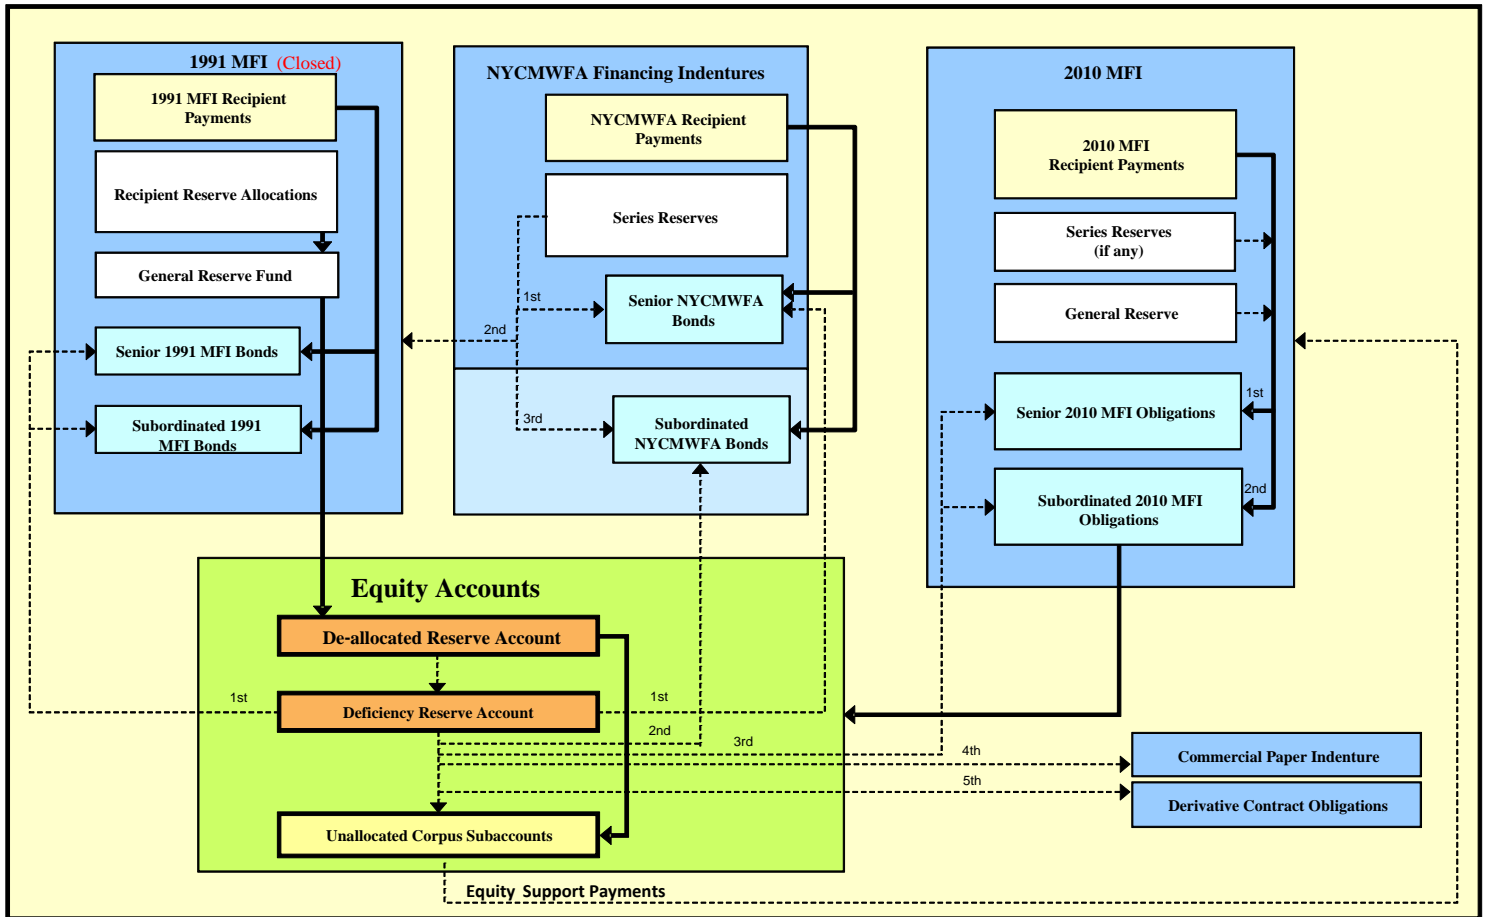 1991 MFI (Closed)
1991 MFI Recipient
Payments
Recipient Reserve Allocations
General Reserve Fund
Senior 1991 MFI Bonds
Subordinated 1991
MFI Bonds
NYCMWFA Financing Indentures
NYCMWFA Recipient
Payments
Series Reserves
1st
Senior NYCMWFA
Bonds
2nd
3rd
Subordinated
NYCMWFA Bonds
2010 MFI
2010 MFI
Recipient Payments
Series Reserves
(if any)
General Reserve
1st
Senior 2010 MFI Obligations
2nd
Subordinated 2010 MFI
Obligations
Equity Accounts
De-allocated Reserve Account
1st
Deficiency Reserve Account
1st
2nd
3rd
4th
5th
Commercial Paper Indenture
Derivative Contract Obligations
Unallocated Corpus Subaccounts
Equity Support Payments